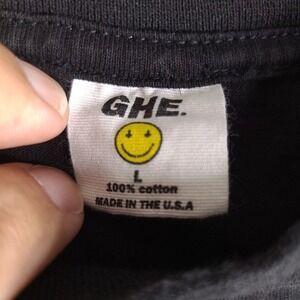 GHE.
L
100% cotton
MADE IN THE U.S.A